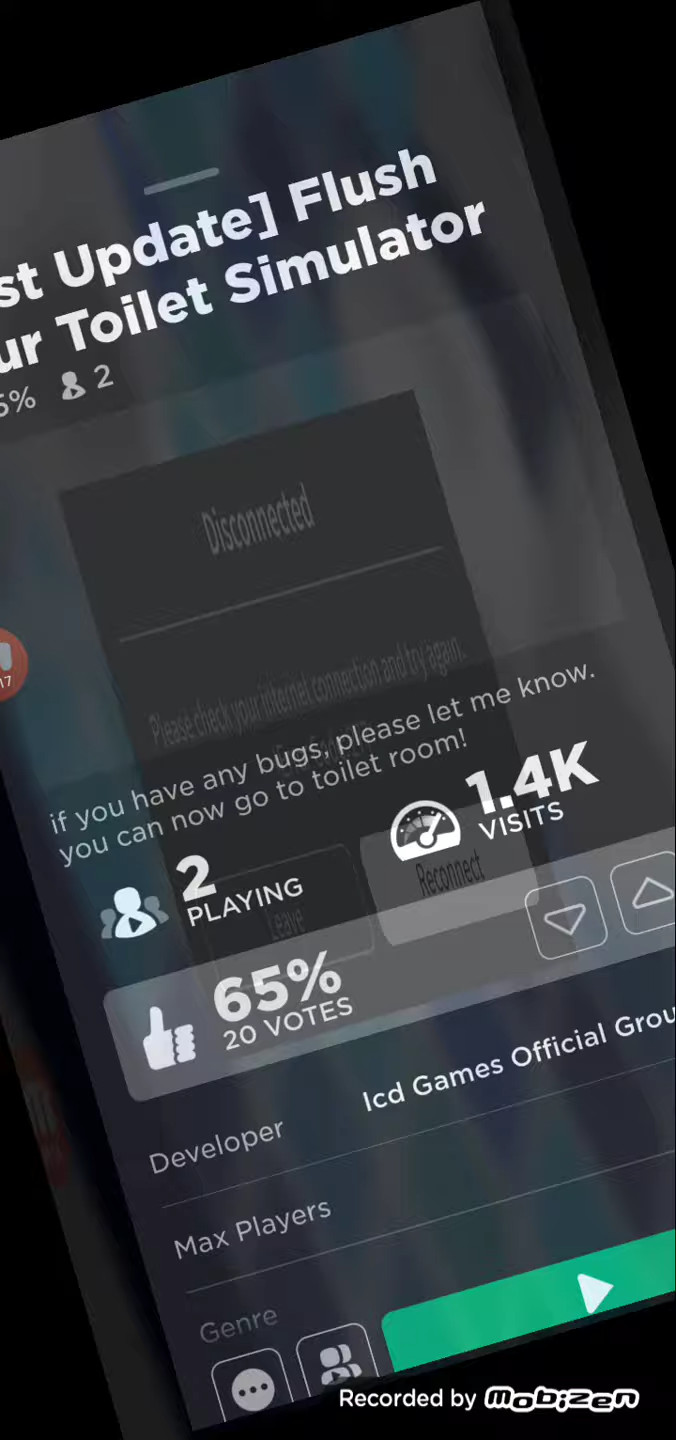 st Update] Flush
ur Toilet Simulator
5% 2
Disconnected
Please check your internet connection and try again.
if you have any bugs, please let me know.
you can now go to toilet room!
1.4K
VISITS
2
PLAYING
Reconnect
Leave
65%
20 VOTES
17
Developer
Icd Games Official Grou
Max Players
Genre
Recorded by Mobizen